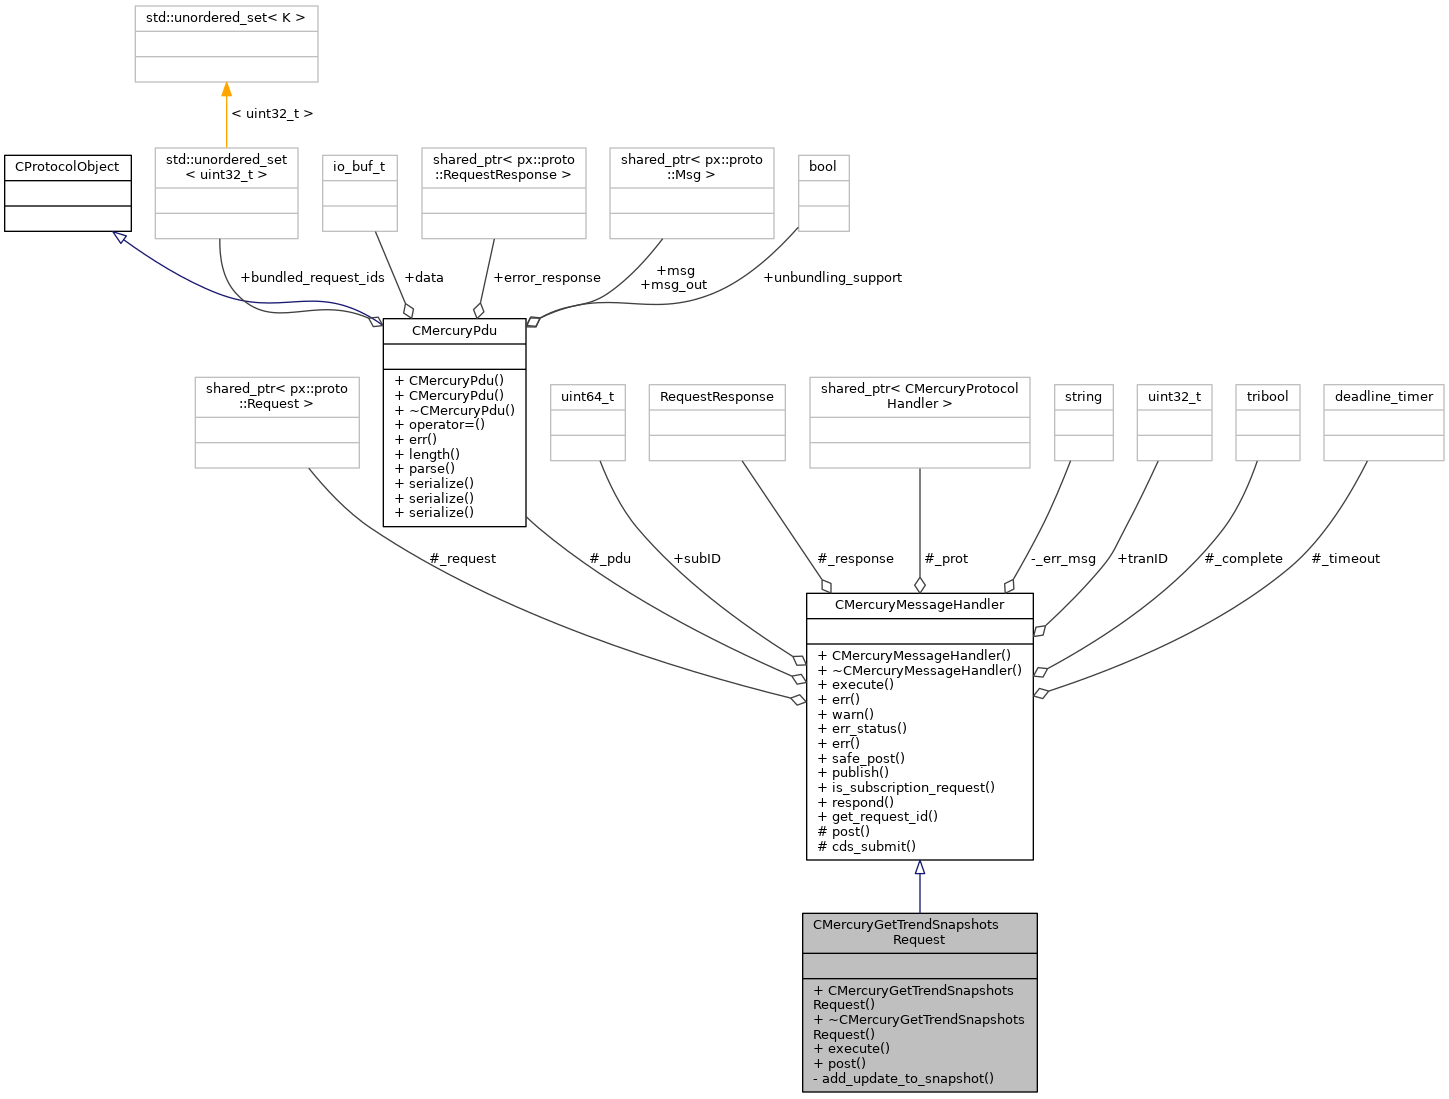 std::unordered_set< K >
< uint32_t >
CProtocolObject
std::unordered_set
< uint32_t >
io_buf_t
shared_ptr< px::proto
::RequestResponse >
shared_ptr< px::proto
::Msg >
bool
+bundled_request_ids
+data
+error_response
+msg
+msg_out
+unbundling_support
CMercuryPdu
+ CMercuryPdu()
+ CMercuryPdu()
+ ~CMercuryPdu()
+ operator=()
+ err()
+ length()
+ parse()
+ serialize()
+ serialize()
+ serialize()
shared_ptr< px::proto
::Request >
uint64_t
RequestResponse
shared_ptr< CMercuryProtocol
Handler >
string
uint32_t
tribool
deadline_timer
#_request
#_pdu
+subID
#_response
#_prot
-_err_msg
+tranID
#_complete
#_timeout
CMercuryMessageHandler
+ CMercuryMessageHandler()
+ ~CMercuryMessageHandler()
+ execute()
+ err()
+ warn()
+ err_status()
+ err()
+ safe_post()
+ publish()
+ is_subscription_request()
+ respond()
+ get_request_id()
# post()
# cds_submit()
CMercuryGetTrendSnapshots
Request
+ CMercuryGetTrendSnapshots
Request()
+ ~CMercuryGetTrendSnapshots
Request()
+ execute()
+ post()
- add_update_to_snapshot()